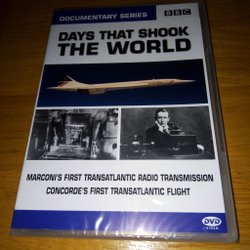 DOCUMENTARY SERIES
BBC
DAYS THAT SHOOK
THE WORLD
MARCONI'S FIRST TRANSATLANTIC RADIO TRANSMISSION
CONCORDE'S FIRST TRANSATLANTIC FLIGHT
DVD